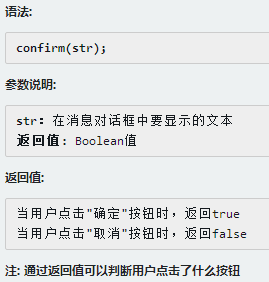 语法:
confirm(str);
参数说明:
str：在消息对话框中要显示的文本
返回值：Boolean值
返回值:
当用户点击"确定"按钮时，返回true
当用户点击"取消"按钮时，返回false
注: 通过返回值可以判断用户点击了什么按钮